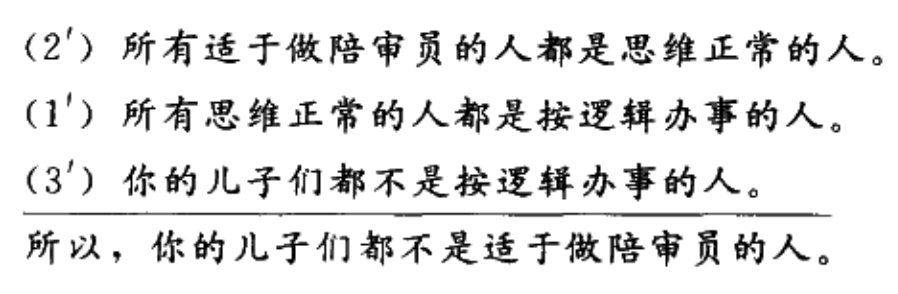 (2′) 所有适于做陪审员的人都是思维正常的人。
(1′) 所有思维正常的人都是按逻辑办事的人。
(3′) 你的儿子们都不是按逻辑办事的人。
所以，你的儿子们都不是适于做陪审员的人。